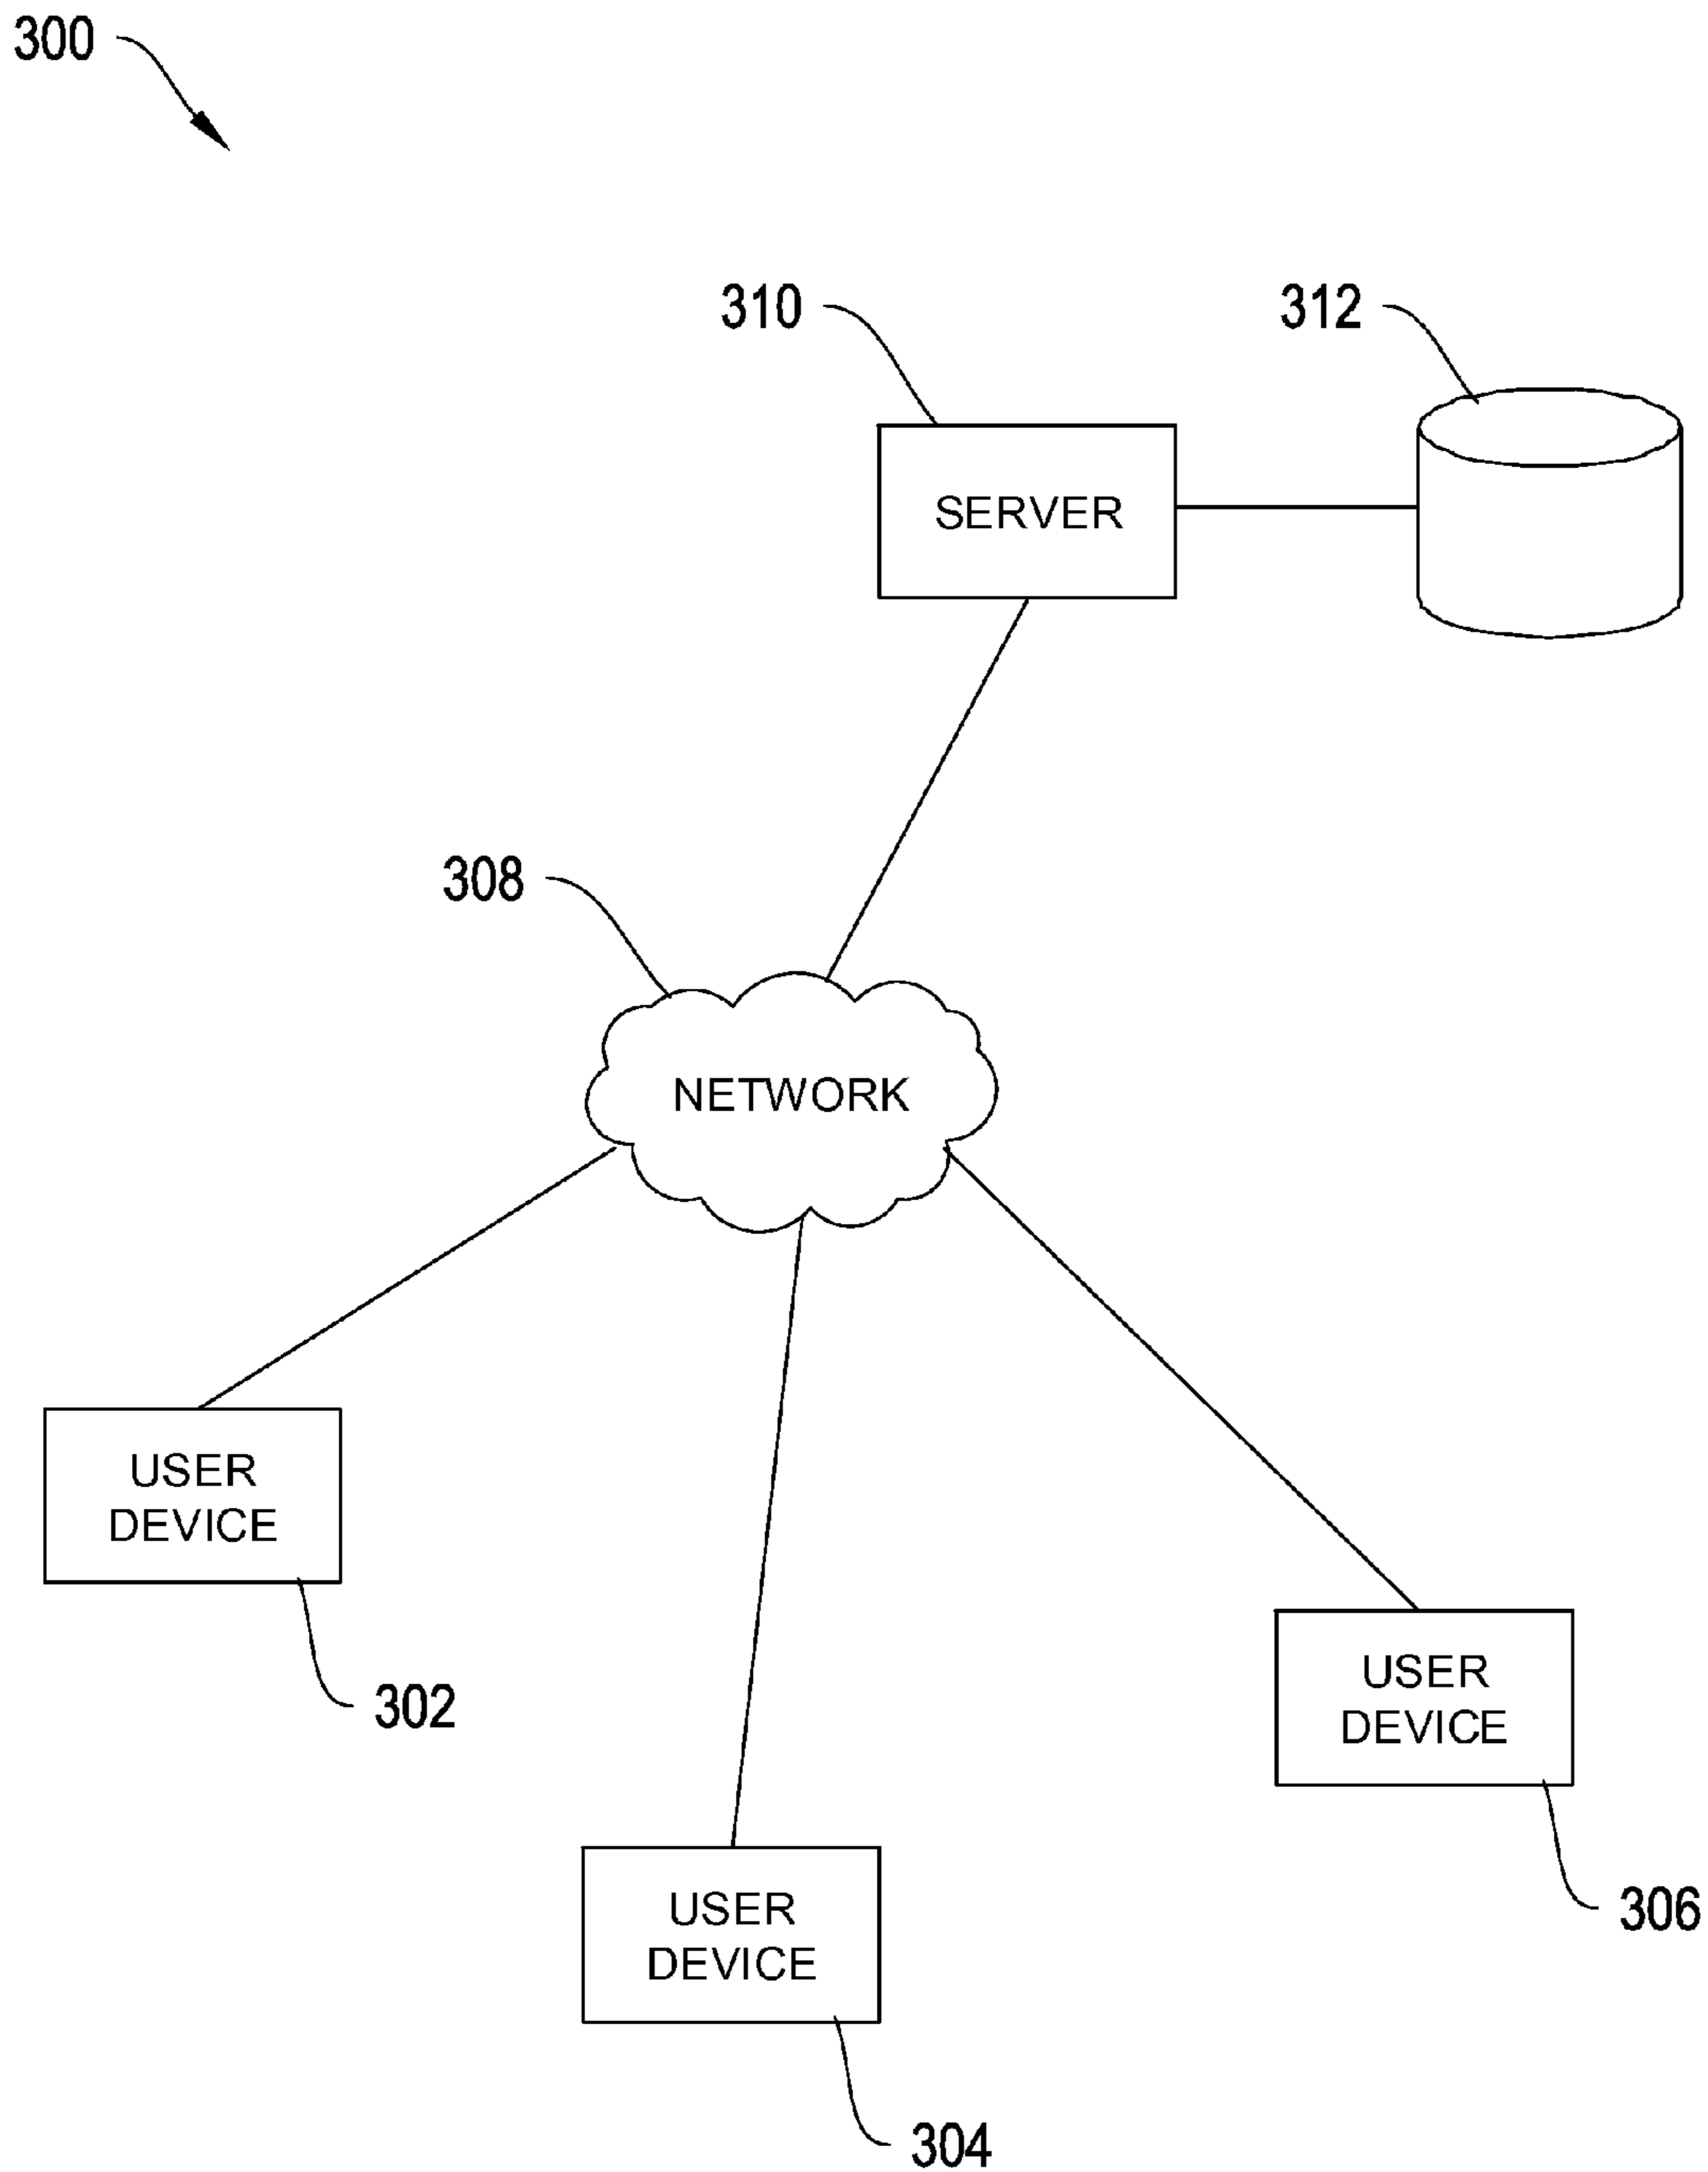 300
310
312
SERVER
308
NETWORK
USER
DEVICE
302
USER
DEVICE
306
USER
DEVICE
304